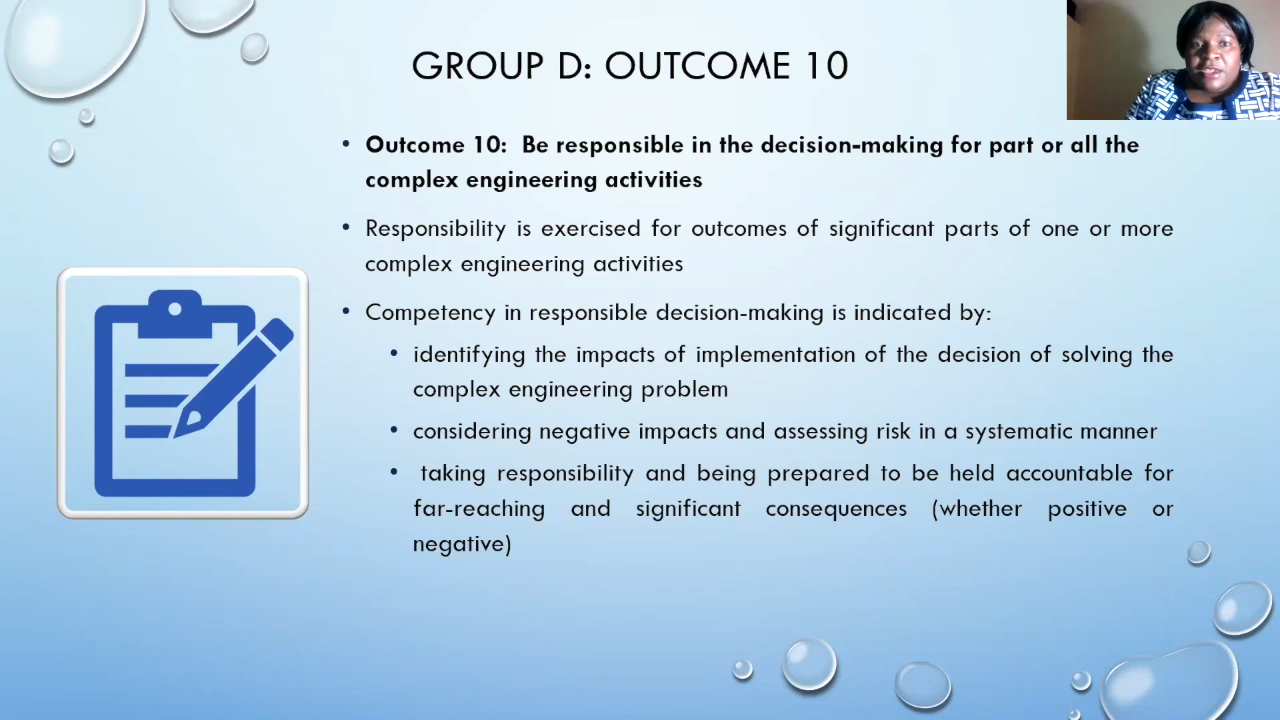 GROUP D: OUTCOME 10
• Outcome 10: Be responsible in the decision-making for part or all the
complex engineering activities
• Responsibility is exercised for outcomes of significant parts of one or more
complex engineering activities
• Competency in responsible decision-making is indicated by:
• identifying the impacts of implementation of the decision of solving the
complex engineering problem
• considering negative impacts and assessing risk in a systematic manner
• taking responsibility and being prepared to be held accountable for
far-reaching and significant consequences (whether positive or
negative)